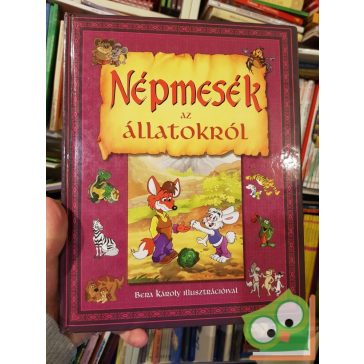 Népmesék
az
állatokról
Bera Károly illusztrációival